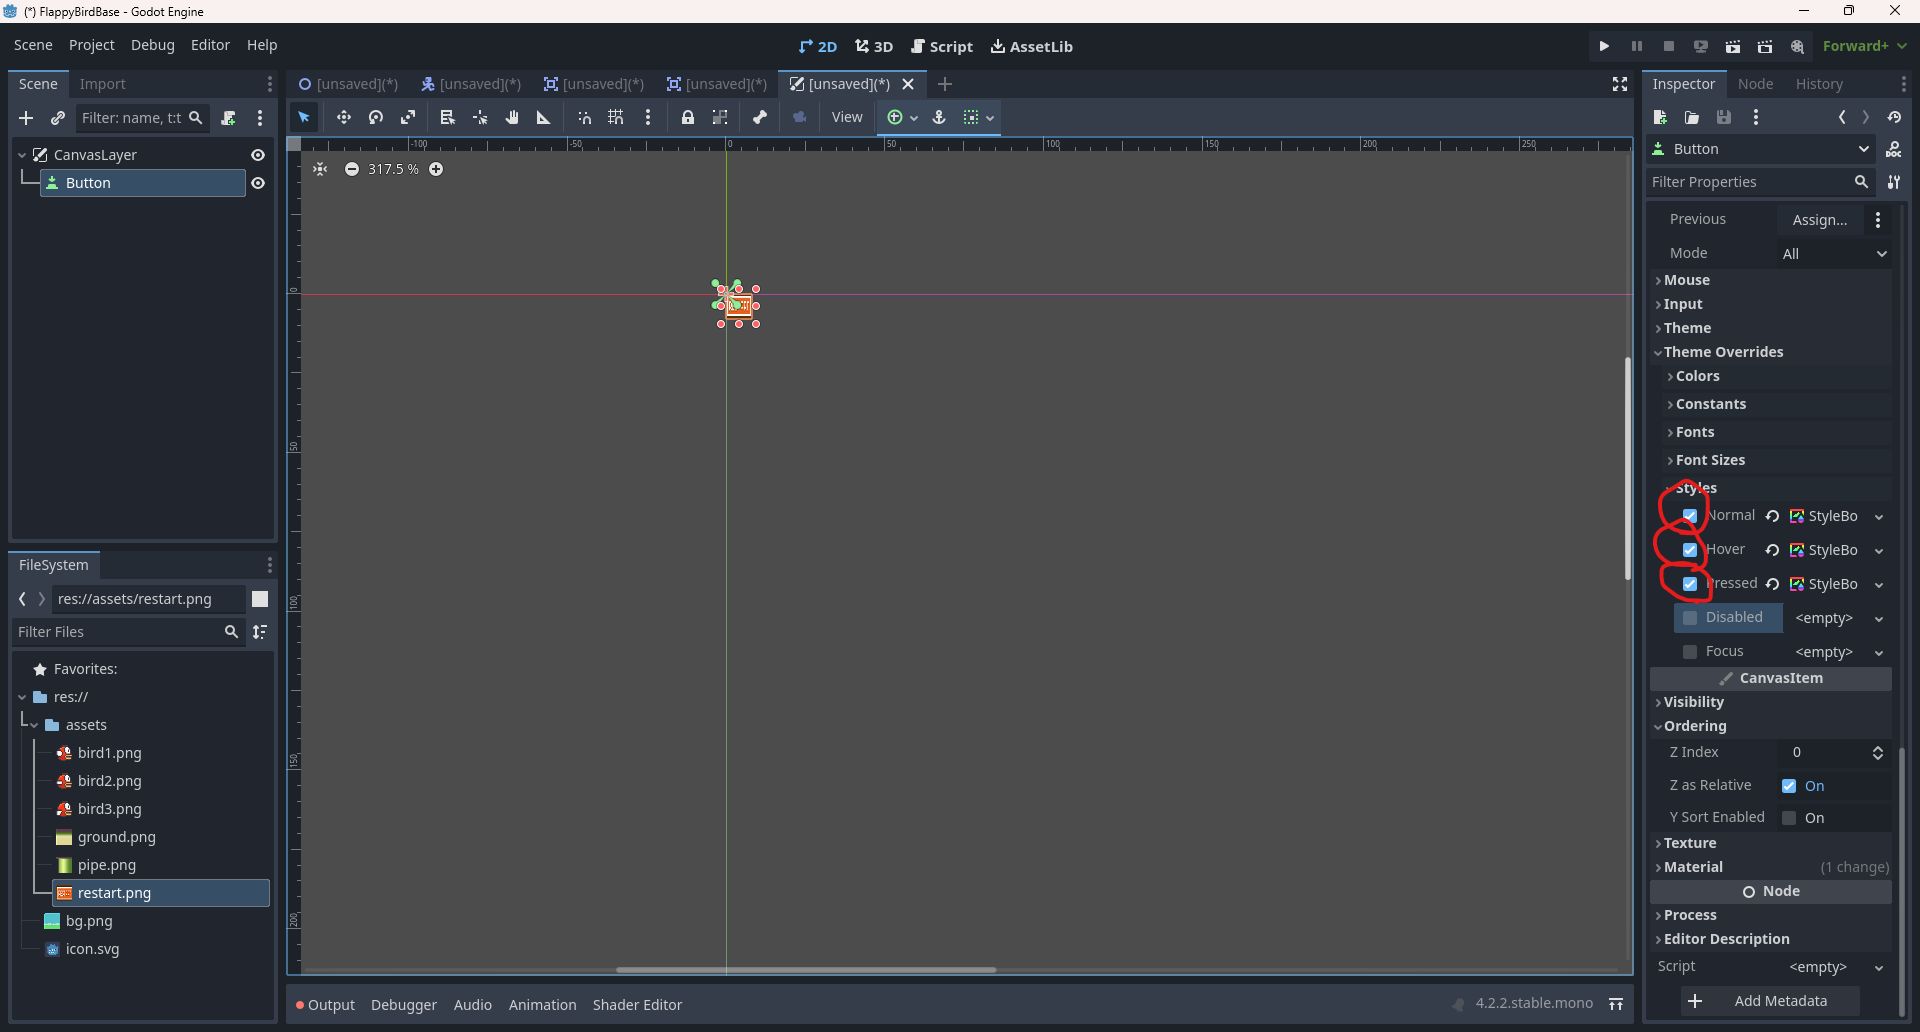 (*) FlappyBirdBase - Godot Engine
Scene Project Debug Editor Help
2D 3D Script AssetLib
Forward+
Scene Import
[unsaved](*) [unsaved](*) [unsaved](*) [unsaved](*) [unsaved](*)
Inspector Node History
Filter: name, t:t
View
CanvasLayer
Button
317.5 %
-100 -50 0 50 100 150 200 250
0
50
100
150
200
FileSystem
res://assets/restart.png
Filter Files
Favorites:
res://
assets
bird1.png
bird2.png
bird3.png
ground.png
pipe.png
restart.png
bg.png
icon.svg
Output Debugger Audio Animation Shader Editor
4.2.2.stable.mono
Button
DOC
Filter Properties
Previous Assign...
Mode All
Mouse
Input
Theme
Theme Overrides
Colors
Constants
Fonts
Font Sizes
Styles
Normal StyleBo
Hover StyleBo
Pressed StyleBo
Disabled <empty>
Focus <empty>
CanvasItem
Visibility
Ordering
Z Index 0
Z as Relative On
Y Sort Enabled On
Texture
Material (1 change)
Node
Process
Editor Description
Script <empty>
Add Metadata